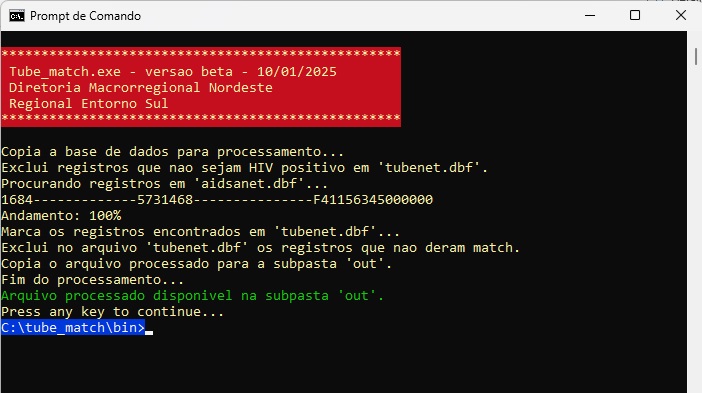 Prompt de Comando
**************************************************
Tube_match.exe - versao beta - 10/01/2025
Diretoria Macrorregional Nordeste
Regional Entorno Sul
**************************************************
Copia a base de dados para processamento...
Exclui registros que nao sejam HIV positivo em 'tubenet.dbf'.
Procurando registros em 'aidsanet.dbf'...
1684-------------5731468---------------F41156345000000
Andamento: 100%
Marca os registros encontrados em 'tubenet.dbf'...
Exclui no arquivo 'tubenet.dbf' os registros que nao deram match.
Copia o arquivo processado para a subpasta 'out'.
Fim do processamento...
Arquivo processado disponivel na subpasta 'out'.
Press any key to continue...
C:\tube_match\bin>